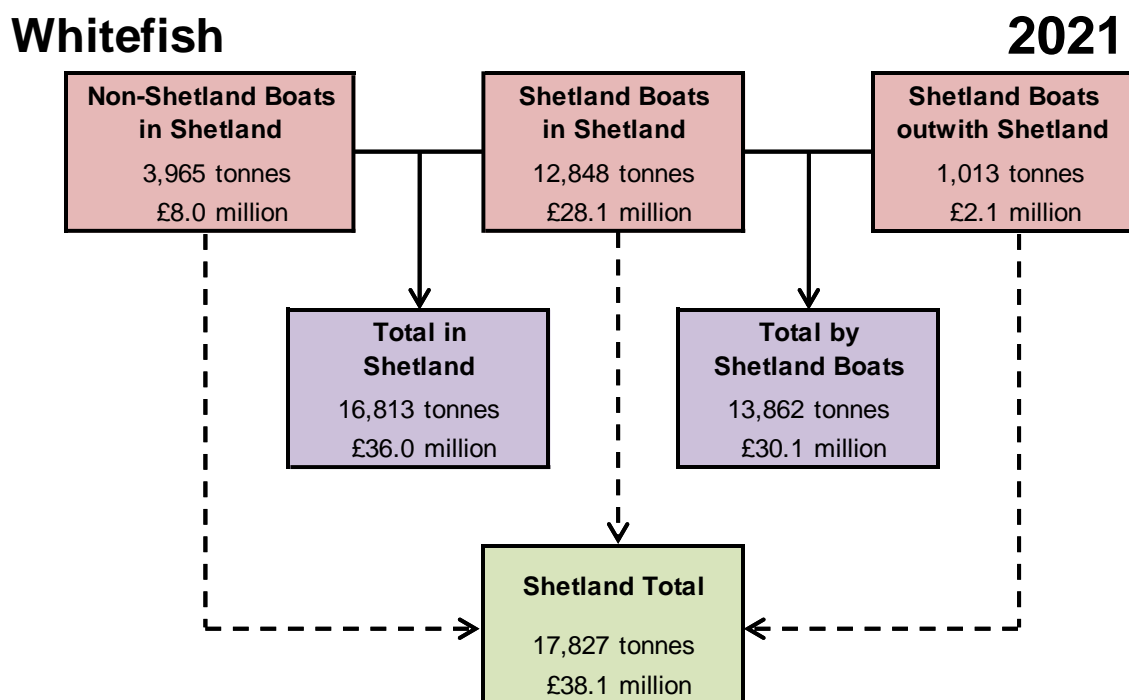 Whitefish
2021
Non-Shetland Boats
in Shetland
3,965 tonnes
£8.0 million
Shetland Boats
in Shetland
12,848 tonnes
£28.1 million
Shetland Boats
outwith Shetland
1,013 tonnes
£2.1 million
Total in
Shetland
16,813 tonnes
£36.0 million
Total by
Shetland Boats
13,862 tonnes
£30.1 million
Shetland Total
17,827 tonnes
£38.1 million